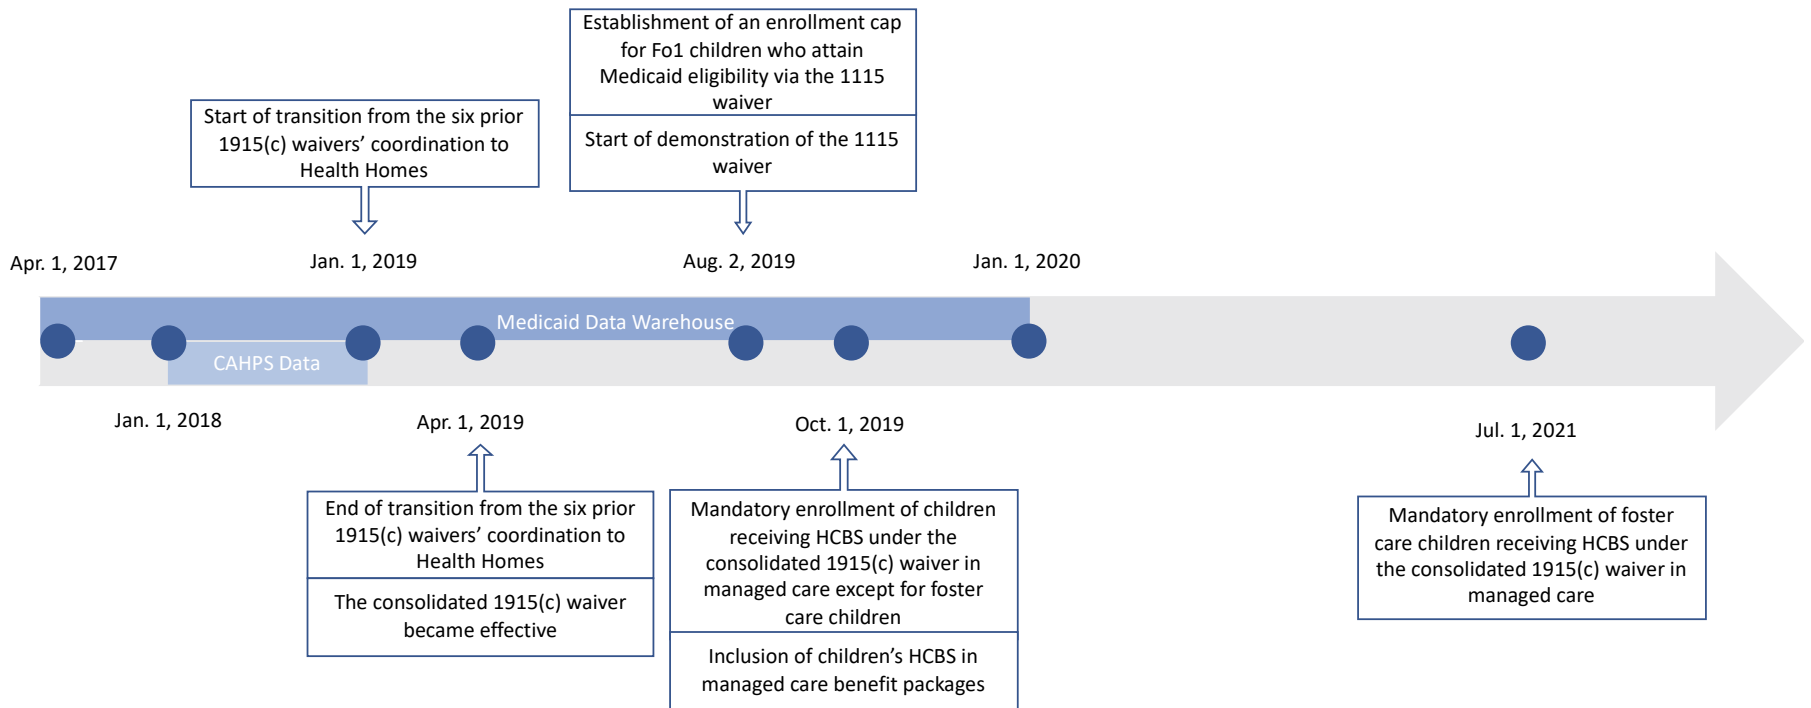 Establishment of an enrollment cap
for Fo1 children who attain
Medicaid eligibility via the 1115
waiver
Start of demonstration of the 1115
waiver
Start of transition from the six prior
1915(c) waivers’ coordination to
Health Homes
Apr. 1, 2017
Jan. 1, 2019
Aug. 2, 2019
Jan. 1, 2020
Medicaid Data Warehouse
CAHPS Data
Jan. 1, 2018
Apr. 1, 2019
Oct. 1, 2019
Jul. 1, 2021
End of transition from the six prior
1915(c) waivers’ coordination to
Health Homes
The consolidated 1915(c) waiver
became effective
Mandatory enrollment of children
receiving HCBS under the
consolidated 1915(c) waiver in
managed care except for foster
care children
Inclusion of children’s HCBS in
managed care benefit packages
Mandatory enrollment of foster
care children receiving HCBS under
the consolidated 1915(c) waiver in
managed care